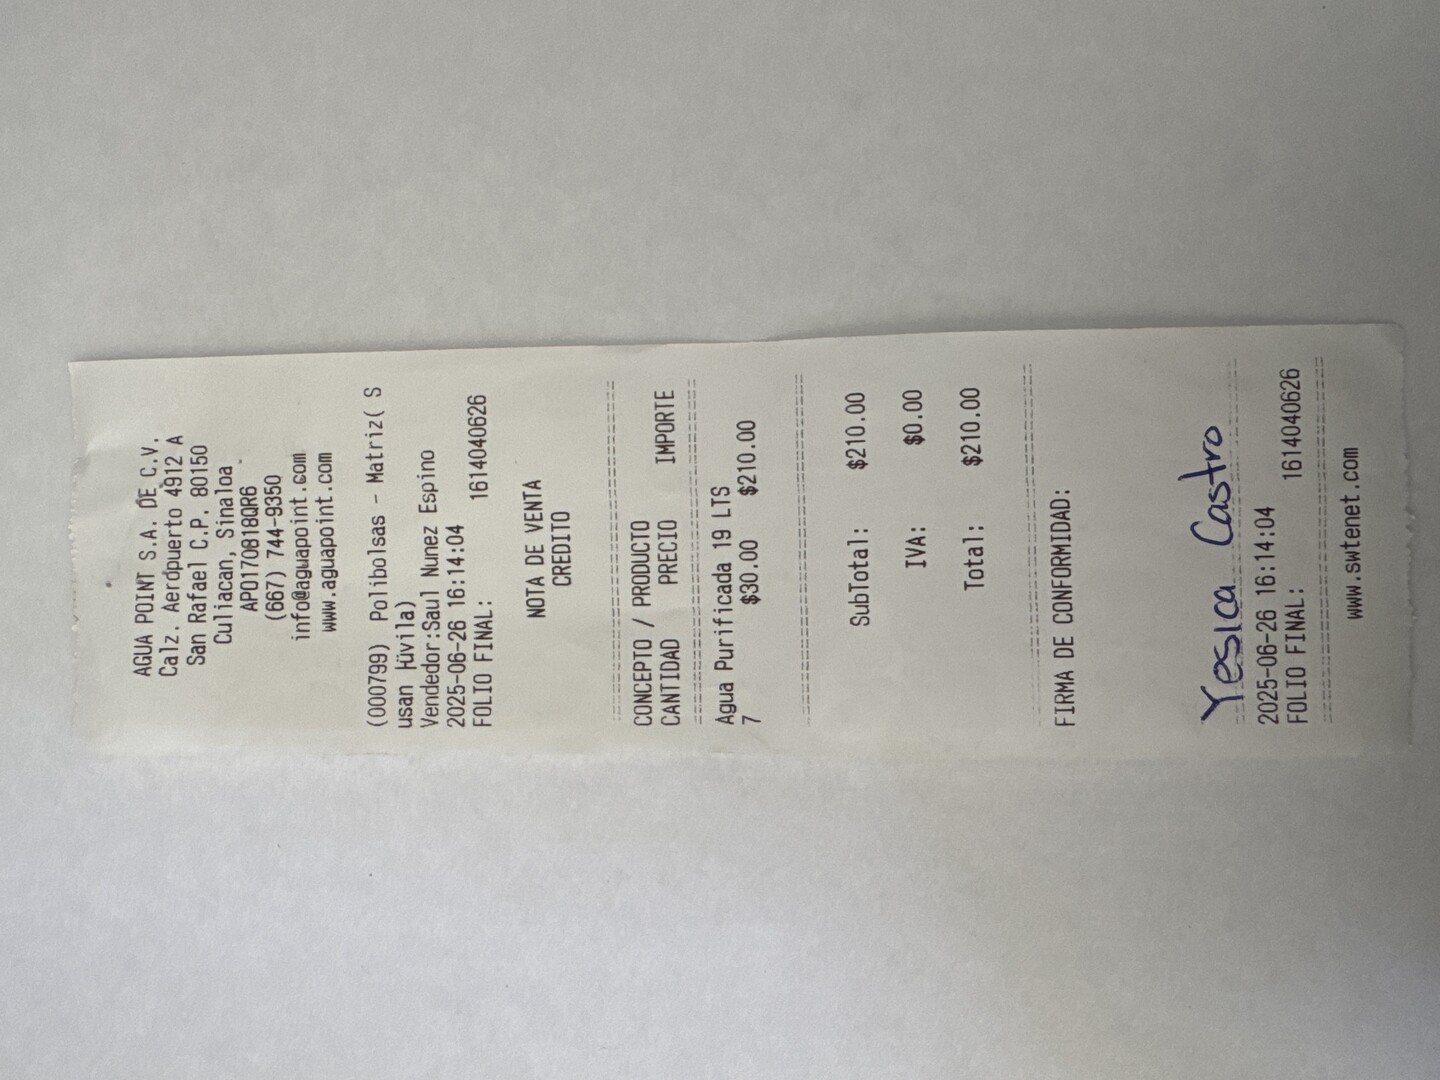 AGUA POINT S.A. DE C.V.
Calz. Aerdpuerto 4912 A
San Rafael C.P. 80150
Culiacan, Sinaloa
APO170818QR6
(667) 744-9350
info@aguapoint.com
www.aguapoint.com
(000799) Polibolsas - Matriz( S
usan
Vendedor:Saul Nunez Espino
2025-06-26 16:14:04
FOLIO FINAL: 1614040626
NOTA DE VENTA
CREDITO
CONCEPTO / PRODUCTO
CANTIDAD PRECIO IMPORTE
Agua Purificada 19 LTS
7 $30.00 $210.00
SubTotal: $210.00
IVA: $0.00
Total: $210.00
FIRMA DE CONFORMIDAD:
Yesica Castro
2025-06-26 16:14:04
FOLIO FINAL: 1614040626
www.swtenet.com